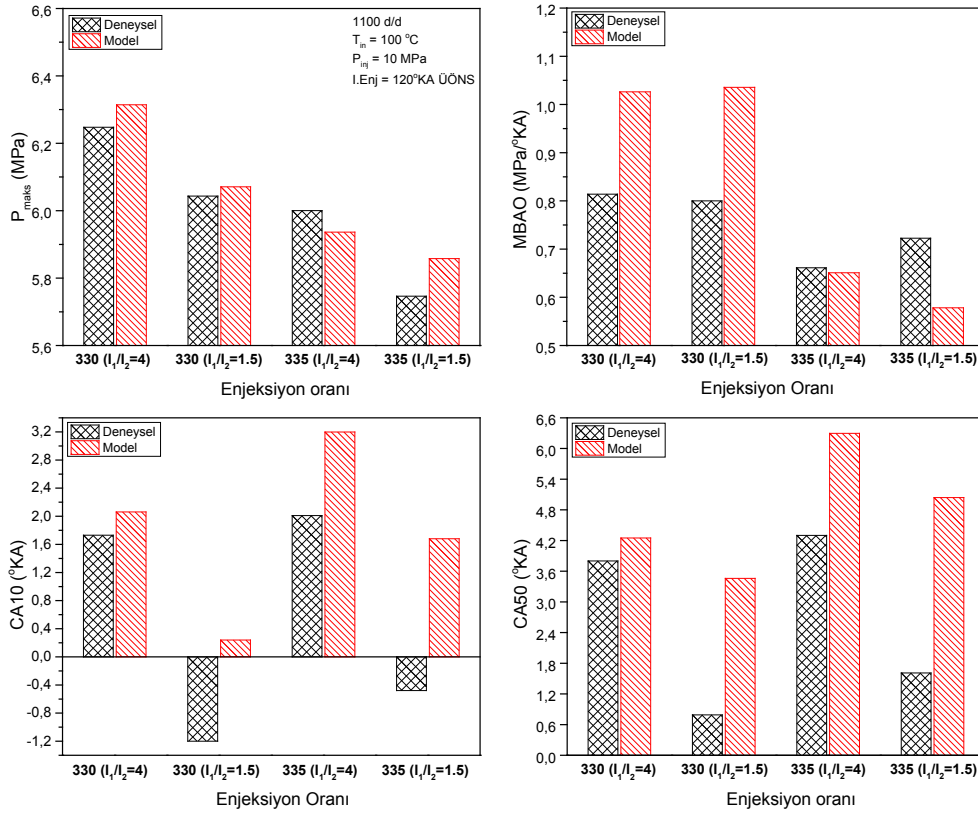 6,6
6,4
6,2
6,0
5,8
5,6
P_maks (MPa)
Deneysel
Model
1100 d/d
T_in = 100 °C
P_inj = 10 MPa
I.Enj = 120°KA ÜÖNS
330 (I₁/I₂=4) 330 (I₁/I₂=1.5) 335 (I₁/I₂=4) 335 (I₁/I₂=1.5)
Enjeksiyon oranı
1,2
1,1
1,0
0,9
0,8
0,7
0,6
0,5
MBAO (MPa/°KA)
Deneysel
Model
330 (I₁/I₂=4) 330 (I₁/I₂=1.5) 335 (I₁/I₂=4) 335 (I₁/I₂=1.5)
Enjeksiyon oranı
3,2
2,8
2,4
2,0
1,6
1,2
0,8
0,4
0,0
-0,4
-0,8
-1,2
CA10 (°KA)
Deneysel
Model
330 (I₁/I₂=4) 330 (I₁/I₂=1.5) 335 (I₁/I₂=4) 335 (I₁/I₂=1.5)
Enjeksiyon Oranı
6,6
6,0
5,4
4,8
4,2
3,6
3,0
2,4
1,8
1,2
0,6
0,0
CA50 (°KA)
Deneysel
Model
330 (I₁/I₂=4) 330 (I₁/I₂=1.5) 335 (I₁/I₂=4) 335 (I₁/I₂=1.5)
Enjeksiyon oranı